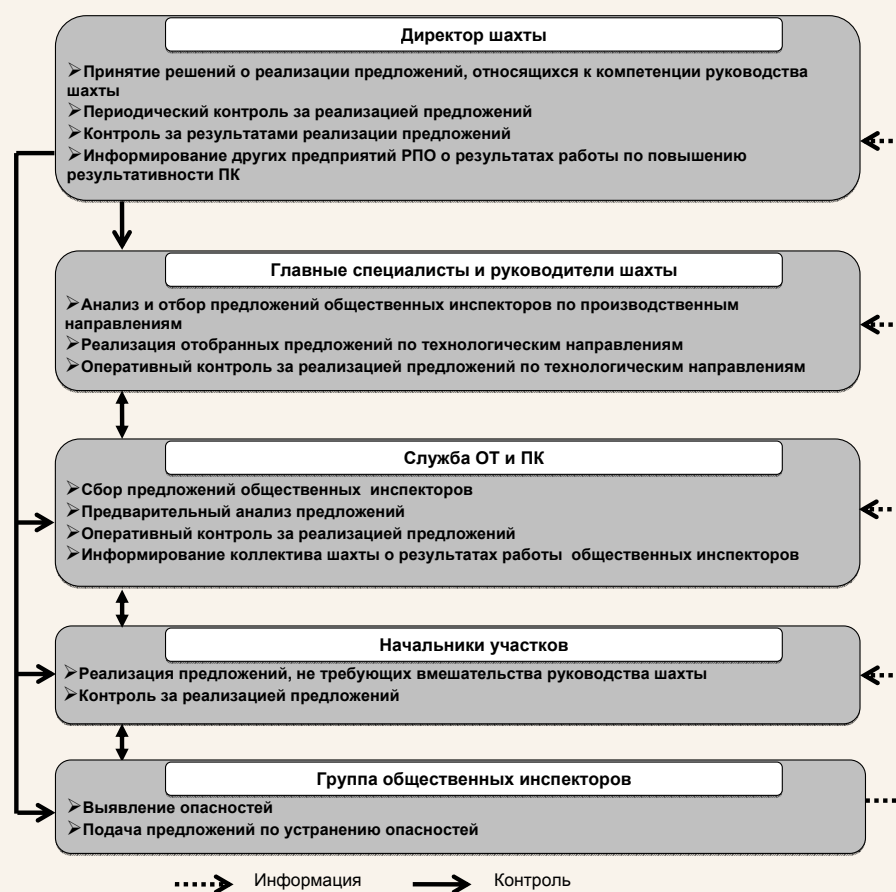 Директор шахты
➢Принятие решений о реализации предложений, относящихся к компетенции руководства
шахты
➢Периодический контроль за реализацией предложений
➢Контроль за результатами реализации предложений
➢Информирование других предприятий РПО о результатах работы по повышению
результативности ПК
Главные специалисты и руководители шахты
➢Анализ и отбор предложений общественных инспекторов по производственным
направлениям
➢Реализация отобранных предложений по технологическим направлениям
➢Оперативный контроль за реализацией предложений по технологическим направлениям
Служба ОТ и ПК
➢Сбор предложений общественных инспекторов
➢Предварительный анализ предложений
➢Оперативный контроль за реализацией предложений
➢Информирование коллектива шахты о результатах работы общественных инспекторов
Начальники участков
➢Реализация предложений, не требующих вмешательства руководства шахты
➢Контроль за реализацией предложений
Группа общественных инспекторов
➢Выявление опасностей
➢Подача предложений по устранению опасностей
Информация Контроль